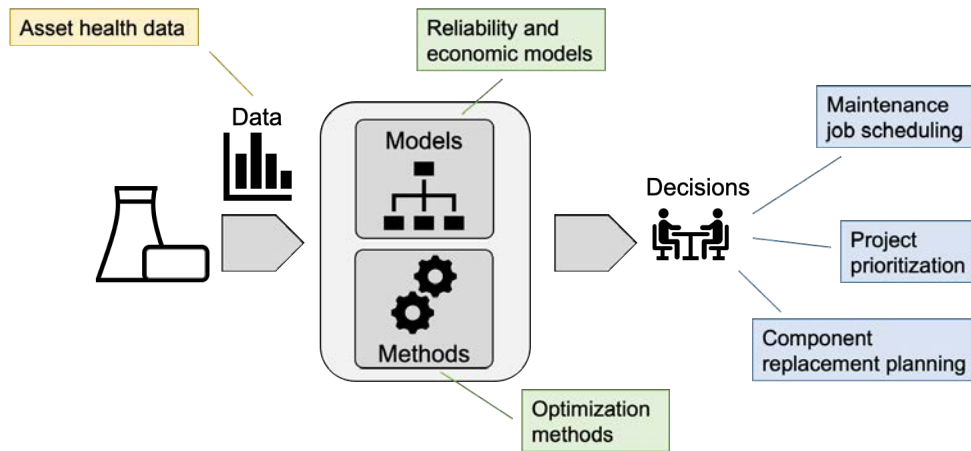 Asset health data
Reliability and
economic models
Data
Models
Methods
Optimization
methods
Decisions
Maintenance
job scheduling
Project
prioritization
Component
replacement planning